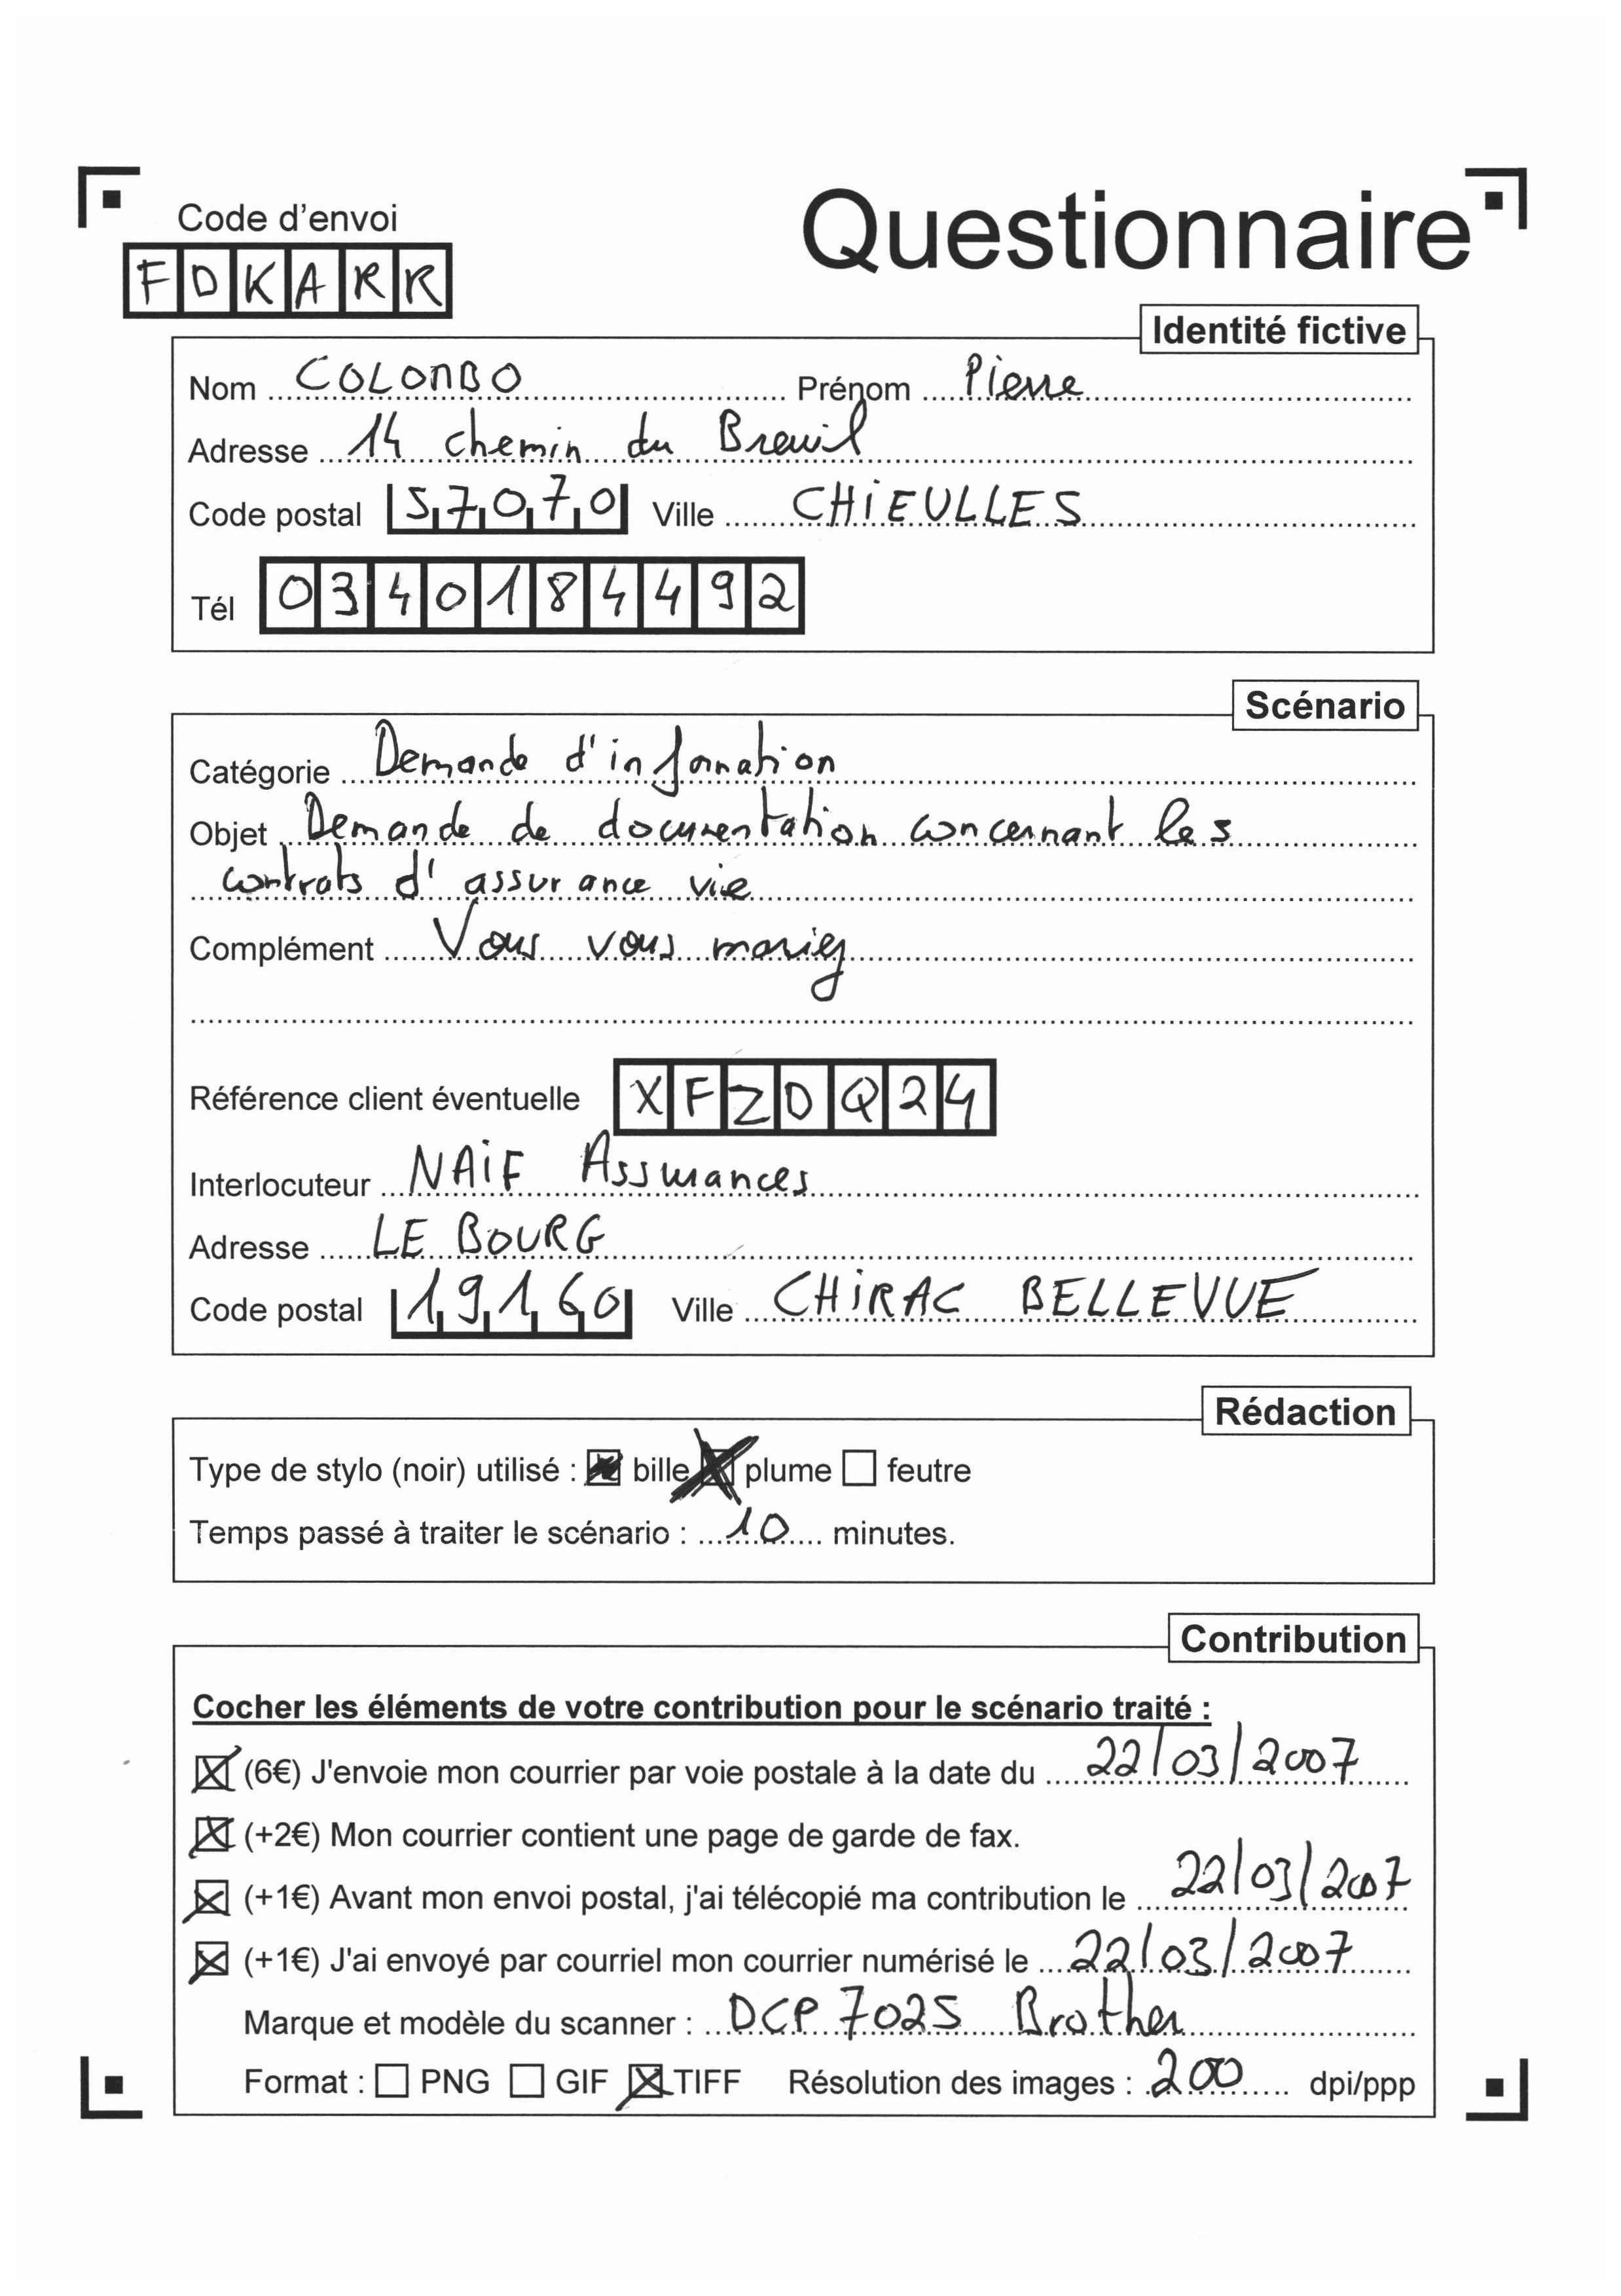 Code d'envoi
Questionnaire
FDKARR
Identité fictive
Nom COLOMBO Prénom Pierre
Adresse 14 chemin du Breuil
Code postal 57070 Ville CHiEULLES
Tél 0340184492
Scénario
Catégorie Demande d'information
Objet Demande de documentation concernant les
contrats d'assurance vie
Complément Vous vous mariez
Référence client éventuelle XFZDQ24
Interlocuteur NAiF Assurances
Adresse LE BOURG
Code postal 19160 Ville CHiRAC BELLEVUE
Rédaction
Type de stylo (noir) utilisé : bille plume feutre
Temps passé à traiter le scénario : 10 minutes.
Contribution
Cocher les éléments de votre contribution pour le scénario traité :
(6€) J'envoie mon courrier par voie postale à la date du 22/03/2007
(+2€) Mon courrier contient une page de garde de fax.
(+1€) Avant mon envoi postal, j'ai télécopié ma contribution le 22/03/2007
(+1€) J'ai envoyé par courriel mon courrier numérisé le 22/03/2007
Marque et modèle du scanner : DCP 7025 Brother
Format : PNG GIF TIFF Résolution des images : 200 dpi/ppp